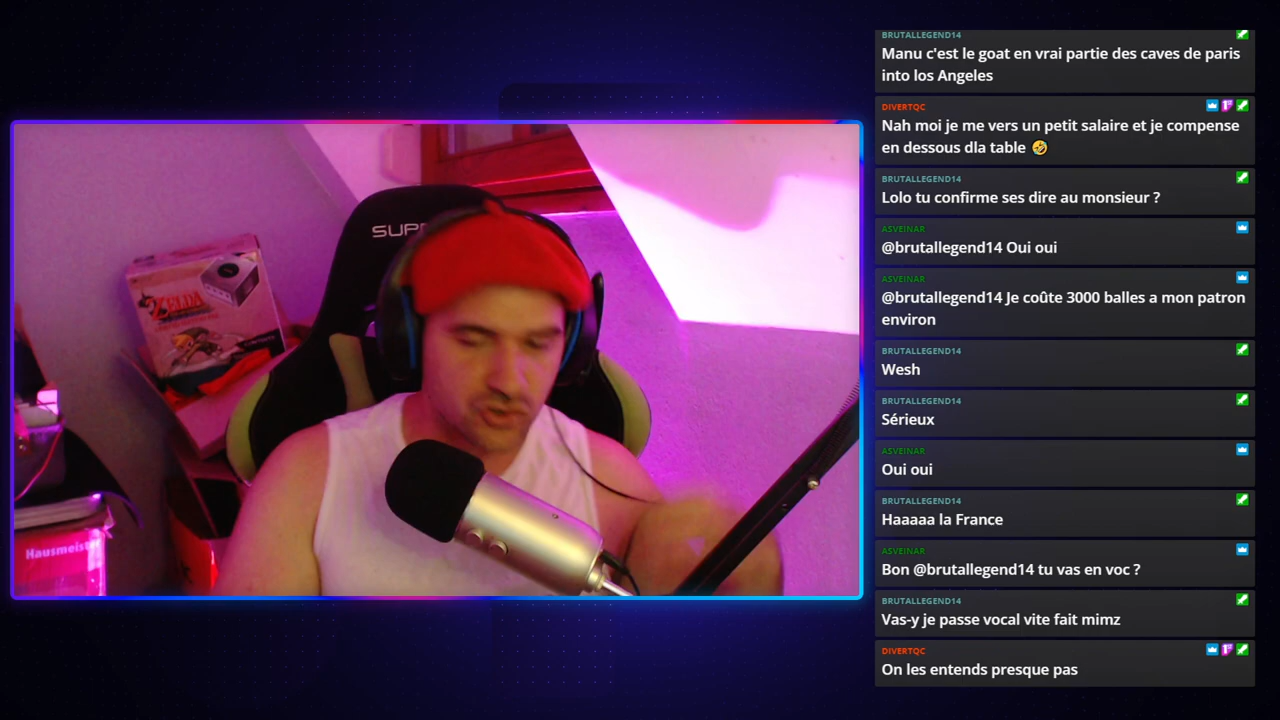 SUP
ZELDA
Hausmeist
BRUTALLEGEND14
Manu c'est le goat en vrai partie des caves de paris
into los Angeles
DIVERTQC
Nah moi je me vers un petit salaire et je compense
en dessous dla table 🤣
BRUTALLEGEND14
Lolo tu confirme ses dire au monsieur ?
ASVEINAR
@brutallegend14 Oui oui
ASVEINAR
@brutallegend14 Je coûte 3000 balles a mon patron
environ
BRUTALLEGEND14
Wesh
BRUTALLEGEND14
Sérieux
ASVEINAR
Oui oui
BRUTALLEGEND14
Haaaaa la France
ASVEINAR
Bon @brutallegend14 tu vas en voc ?
BRUTALLEGEND14
Vas-y je passe vocal vite fait mimz
DIVERTQC
On les entends presque pas